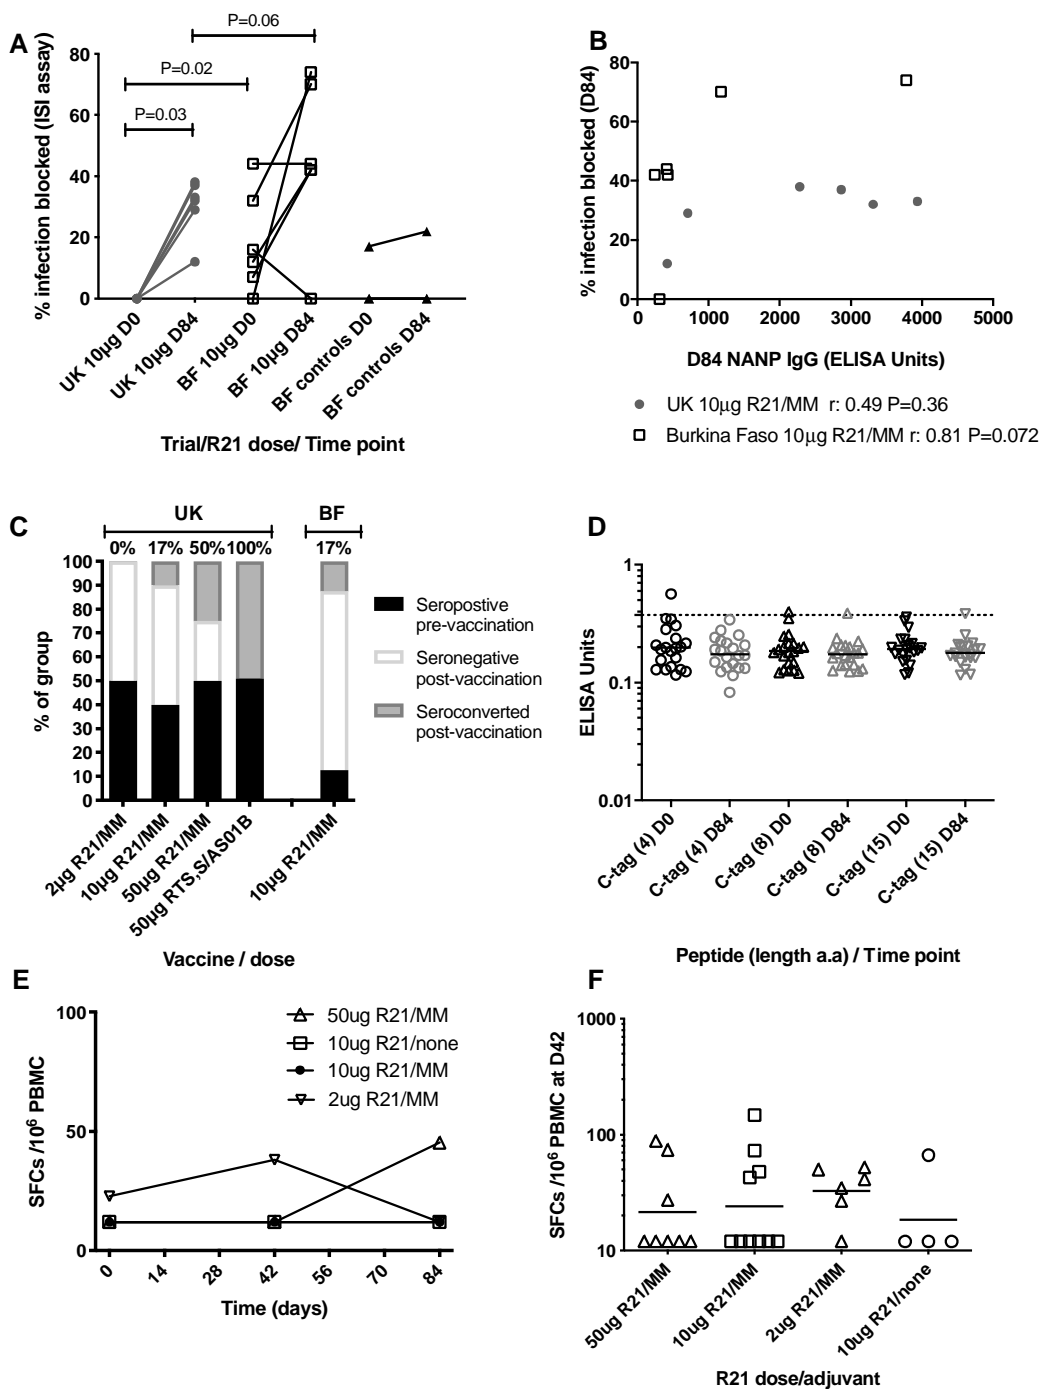 A
P=0.06
P=0.02
P=0.03
% infection blocked (ISI assay)
80
60
40
20
0
UK 10µg D0
UK 10µg D84
BF 10µg D0
BF 10µg D84
BF controls D0
BF controls D84
Trial/R21 dose/ Time point
B
% infection blocked (D84)
80
60
40
20
0
0 1000 2000 3000 4000 5000
D84 NANP IgG (ELISA Units)
UK 10µg R21/MM r: 0.49 P=0.36
Burkina Faso 10µg R21/MM r: 0.81 P=0.072
C
UK BF
0% 17% 50% 100% 17%
% of group
100
90
80
70
60
50
40
30
20
10
0
2µg R21/MM
10µg R21/MM
50µg R21/MM
50µg RTS,S/AS01B
10µg R21/MM
Vaccine / dose
Seropostive
pre-vaccination
Seronegative
post-vaccination
Seroconverted
post-vaccination
D
ELISA Units
1
0.1
0.01
C-tag (4) D0
C-tag (4) D84
C-tag (8) D0
C-tag (8) D84
C-tag (15) D0
C-tag (15) D84
Peptide (length a.a) / Time point
E
SFCs /10⁶ PBMC
100
50
0
50ug R21/MM
10ug R21/none
10ug R21/MM
2ug R21/MM
0 14 28 42 56 70 84
Time (days)
F
SFCs /10⁶ PBMC at D42
1000
100
10
50ug R21/MM
10ug R21/MM
2ug R21/MM
10ug R21/none
R21 dose/adjuvant